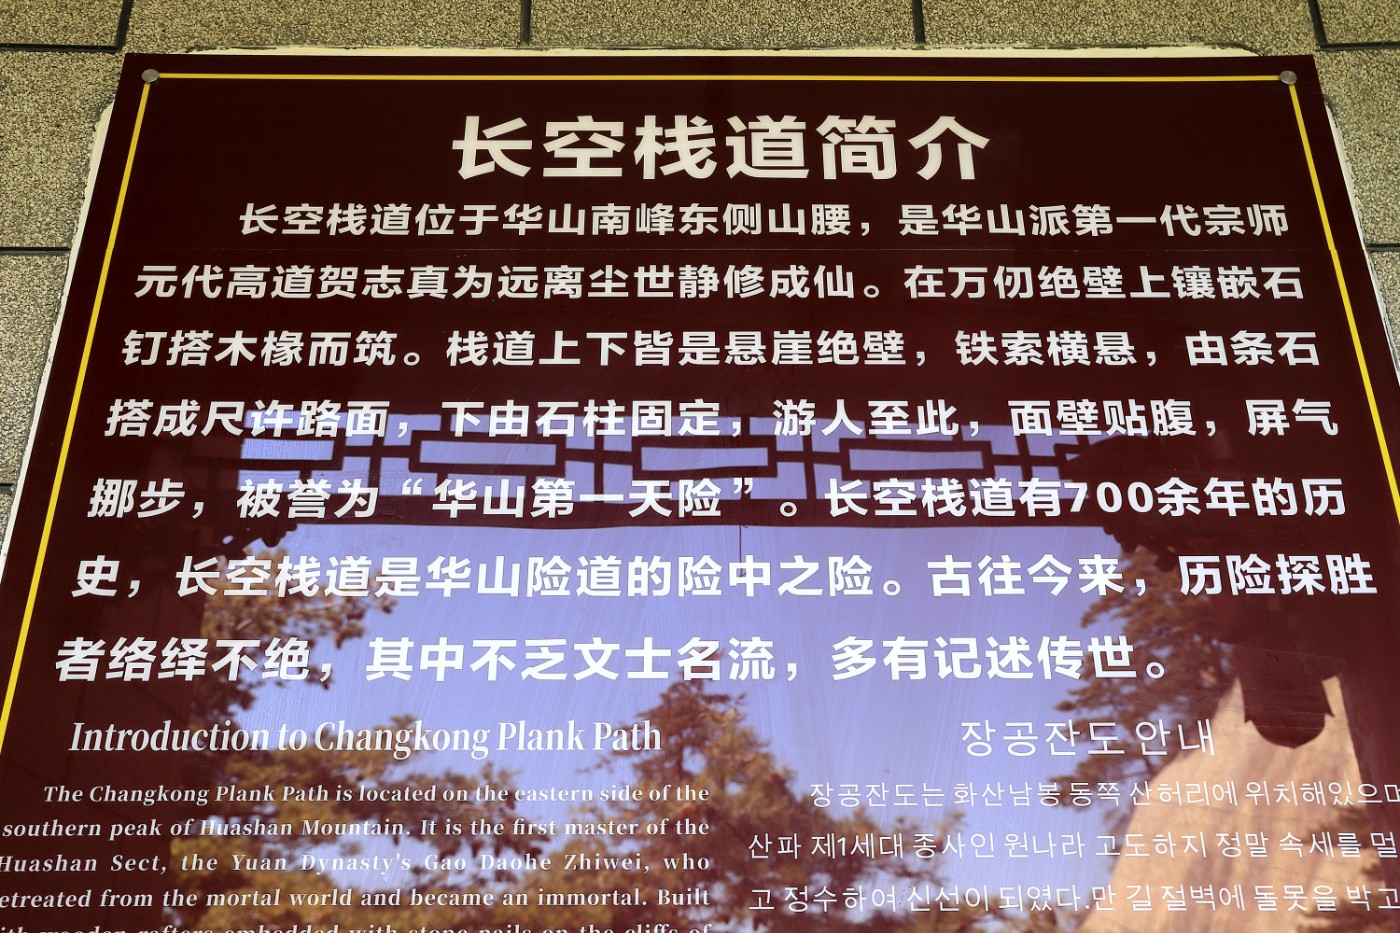 长空栈道简介
长空栈道位于华山南峰东侧山腰，是华山派第一代宗师
元代高道贺志真为远离尘世静修成仙。在万仞绝壁上镶嵌石
钉搭木椽而筑。栈道上下皆是悬崖绝壁，铁索横悬，由条石
搭成尺许路面，下由石柱固定，游人至此，面壁贴腹，屏气
挪步，被誉为“华山第一天险”。长空栈道有700余年的历
史，长空栈道是华山险道的险中之险。古往今来，历险探胜
者络绎不绝，其中不乏文士名流，多有记述传世。
Introduction to Changkong Plank Path
The Changkong Plank Path is located on the eastern side of the
southern peak of Huashan Mountain. It is the first master of the
Huashan Sect, the Yuan Dynasty's Gao Daohe Zhiwei, who
etreated from the mortal world and became an immortal. Built
ith wooden rafters embedded with stone nails on the cliffs of
장공잔도 안내
장공잔도는 화산남봉 동쪽 산허리에 위치해있으며
산파 제1세대 종사인 원나라 고도하지 정말 속세를 멀
고 정수하여 신선이 되였다.만 길 절벽에 돌못을 박고